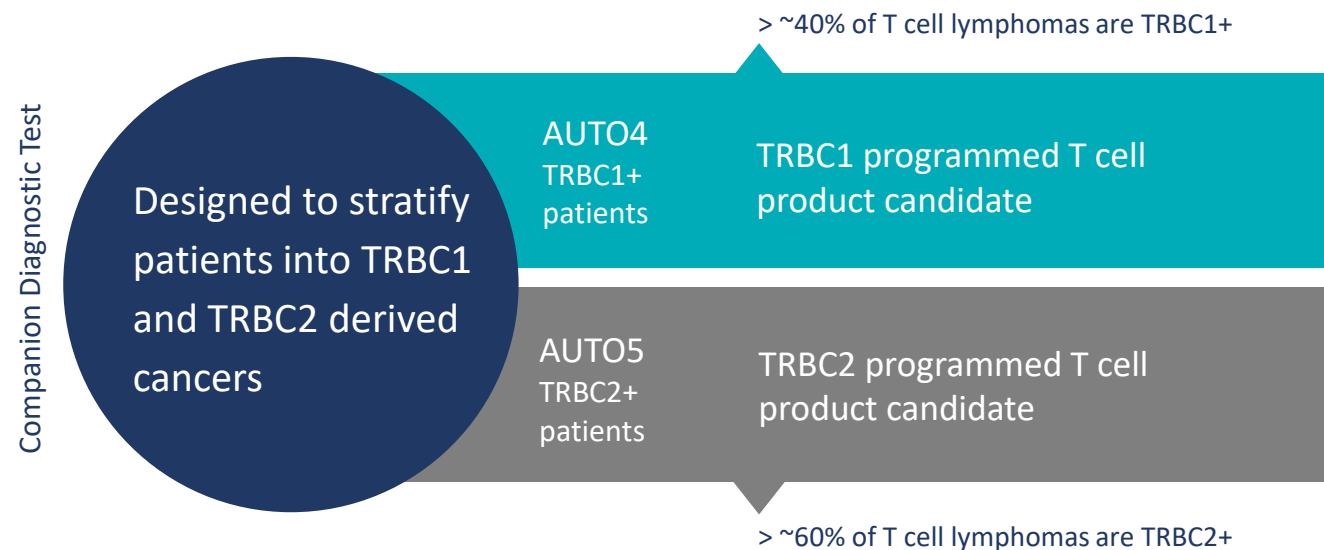 Companion Diagnostic Test
Designed to stratify
patients into TRBC1
and TRBC2 derived
cancers
> ~40% of T cell lymphomas are TRBC1+
AUTO4
TRBC1+
patients
TRBC1 programmed T cell
product candidate
AUTO5
TRBC2+
patients
TRBC2 programmed T cell
product candidate
> ~60% of T cell lymphomas are TRBC2+